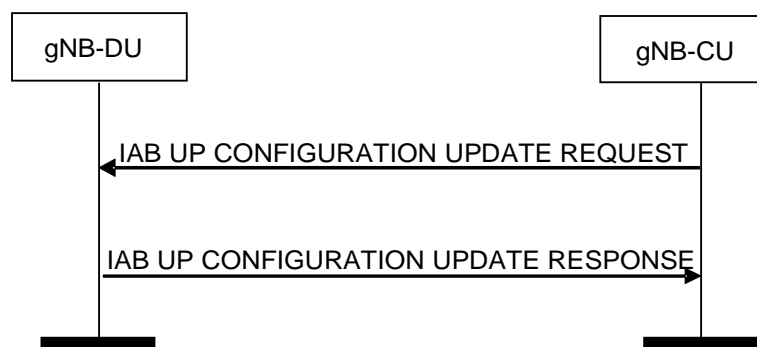 gNB-DU
gNB-CU
IAB UP CONFIGURATION UPDATE REQUEST
IAB UP CONFIGURATION UPDATE RESPONSE